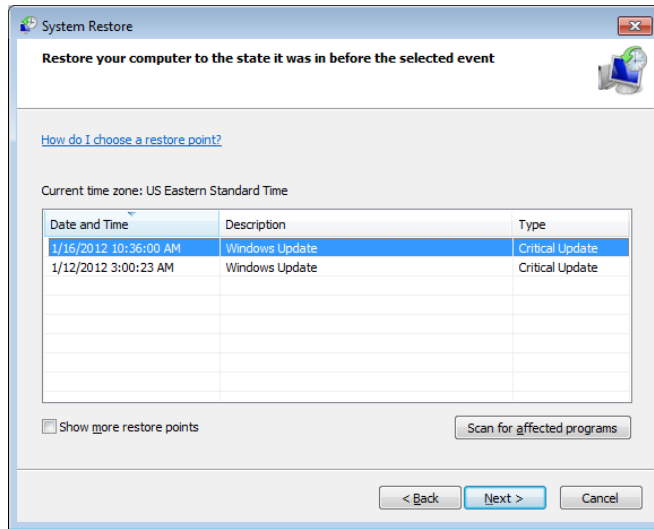 System Restore
Restore your computer to the state it was in before the selected event
How do I choose a restore point?
Current time zone: US Eastern Standard Time
Date and Time Description Type
1/16/2012 10:36:00 AM Windows Update Critical Update
1/12/2012 3:00:23 AM Windows Update Critical Update
Show more restore points Scan for affected programs
< Back Next > Cancel